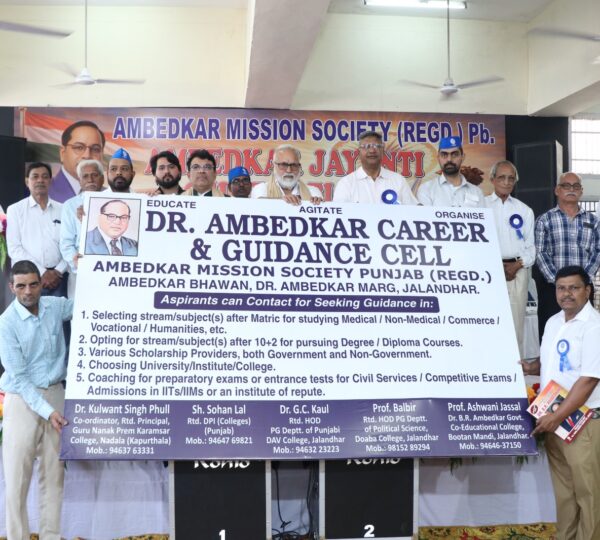 AMBEDKAR MISSION SOCIETY (REGD.) Pb.
AMBEDKAR JAYANTI
EDUCATE
AGITATE
ORGANISE
DR. AMBEDKAR CAREER
& GUIDANCE CELL
AMBEDKAR MISSION SOCIETY PUNJAB (REGD.)
AMBEDKAR BHAWAN, DR. AMBEDKAR MARG, JALANDHAR.
Aspirants can Contact for Seeking Guidance in:
1. Selecting stream/subject(s) after Matric for studying Medical / Non-Medical / Commerce /
Vocational / Humanities, etc.
2. Opting for stream/subject(s) after 10+2 for pursuing Degree / Diploma Courses.
3. Various Scholarship Providers, both Government and Non-Government.
4. Choosing University/Institute/College.
5. Coaching for preparatory exams or entrance tests for Civil Services / Competitive Exams /
Admissions in IITs/IIMs or an institute of repute.
Dr. Kulwant Singh Phull
Co-ordinator, Rtd. Principal,
Guru Nanak Prem Karamsar
College, Nadala (Kapurthala)
Mob.: 94637 63331
Sh. Sohan Lal
Rtd. DPI (Colleges)
(Punjab)
Mob.: 94647 69821
Dr. G.C. Kaul
Rtd. HOD
PG Deptt. of Punjabi
DAV College, Jalandhar
Mob.: 94632 23223
Prof. Balbir
Rtd. HOD PG Deptt.
of Political Science,
Doaba College, Jalandhar
Mob.: 98152 89294
Prof. Ashwani Jassal
Dr. B.R. Ambedkar Govt.
Co-Educational College,
Bootan Mandi, Jalandhar
Mob.: 94646-37150
1
2